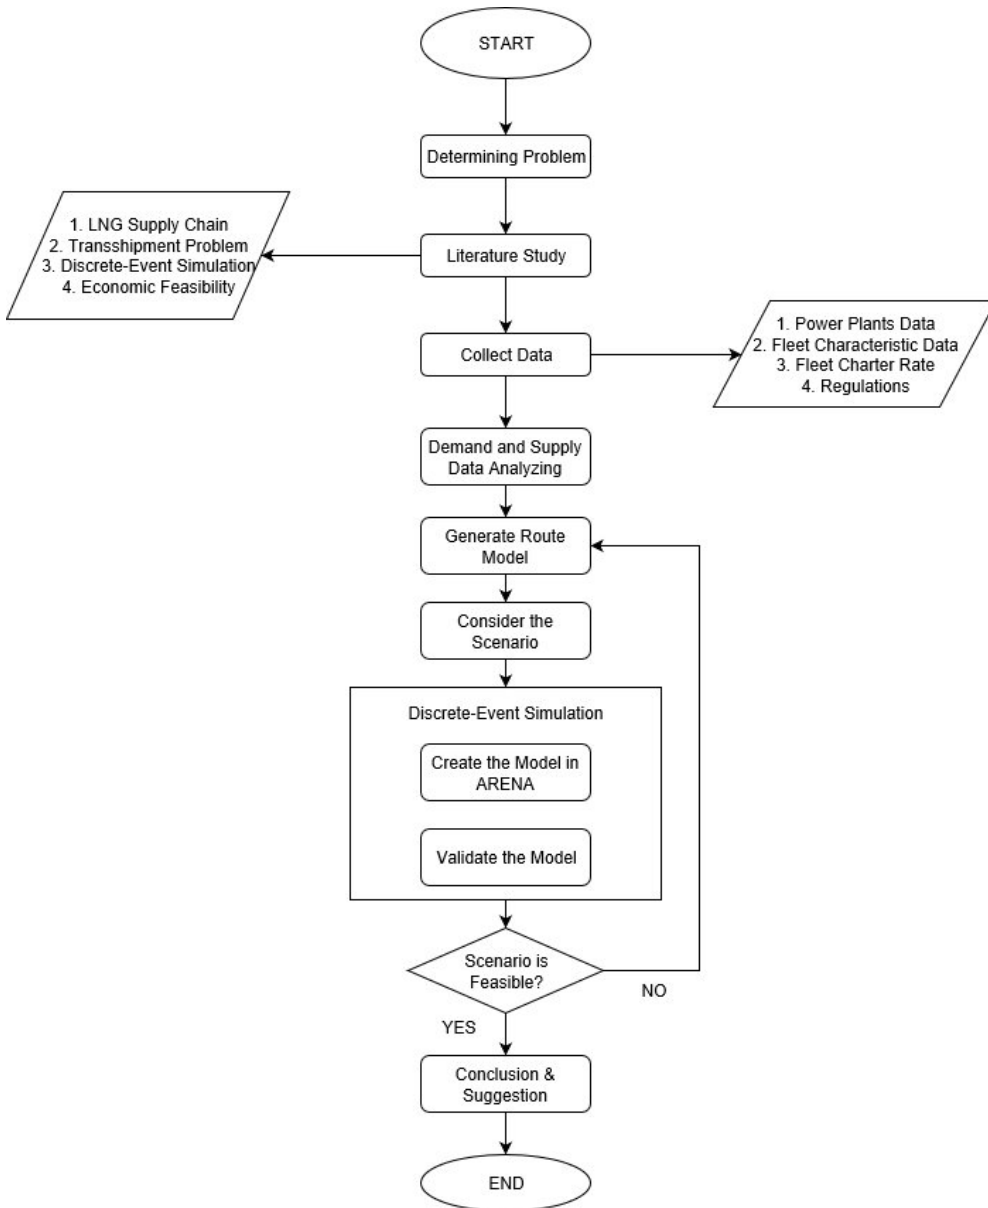 START
Determining Problem
1. LNG Supply Chain
2. Transshipment Problem
3. Discrete-Event Simulation
4. Economic Feasibility
Literature Study
1. Power Plants Data
2. Fleet Characteristic Data
3. Fleet Charter Rate
4. Regulations
Collect Data
Demand and Supply
Data Analyzing
Generate Route
Model
Consider the
Scenario
Discrete-Event Simulation
Create the Model in
ARENA
Validate the Model
Scenario is
Feasible?
NO
YES
Conclusion &
Suggestion
END